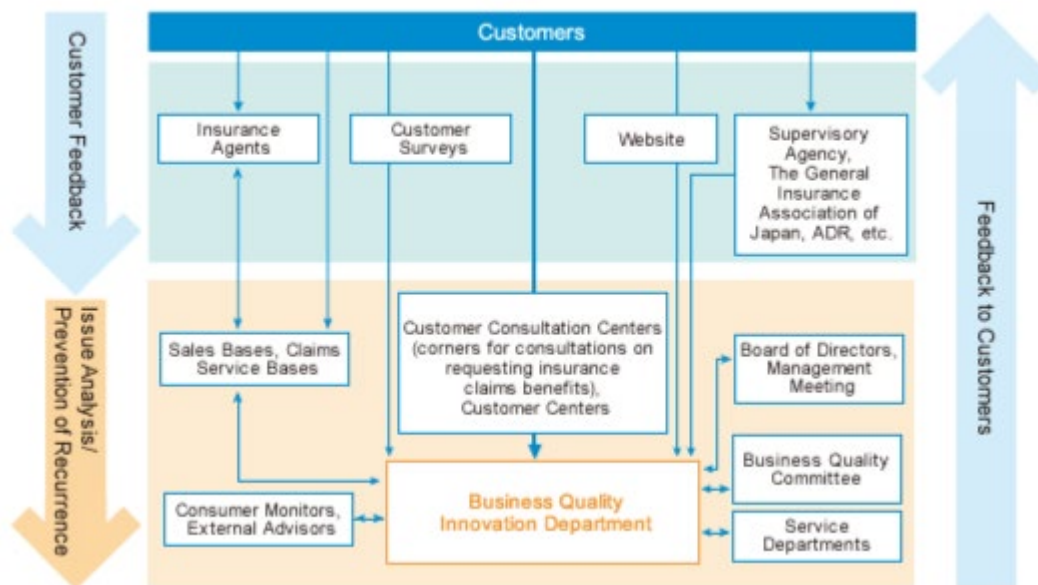 Customers
Customer Feedback
Insurance
Agents
Customer
Surveys
Website
Supervisory
Agency,
The General
Insurance
Association of
Japan, ADR, etc.
Feedback to Customers
Issue Analysis/
Prevention of Recurrence
Sales Bases, Claims
Service Bases
Customer Consultation Centers
(corners for consultations on
requesting insurance
claims benefits),
Customer Centers
Board of Directors,
Management
Meeting
Business Quality
Committee
Consumer Monitors,
External Advisors
Business Quality
Innovation Department
Service
Departments